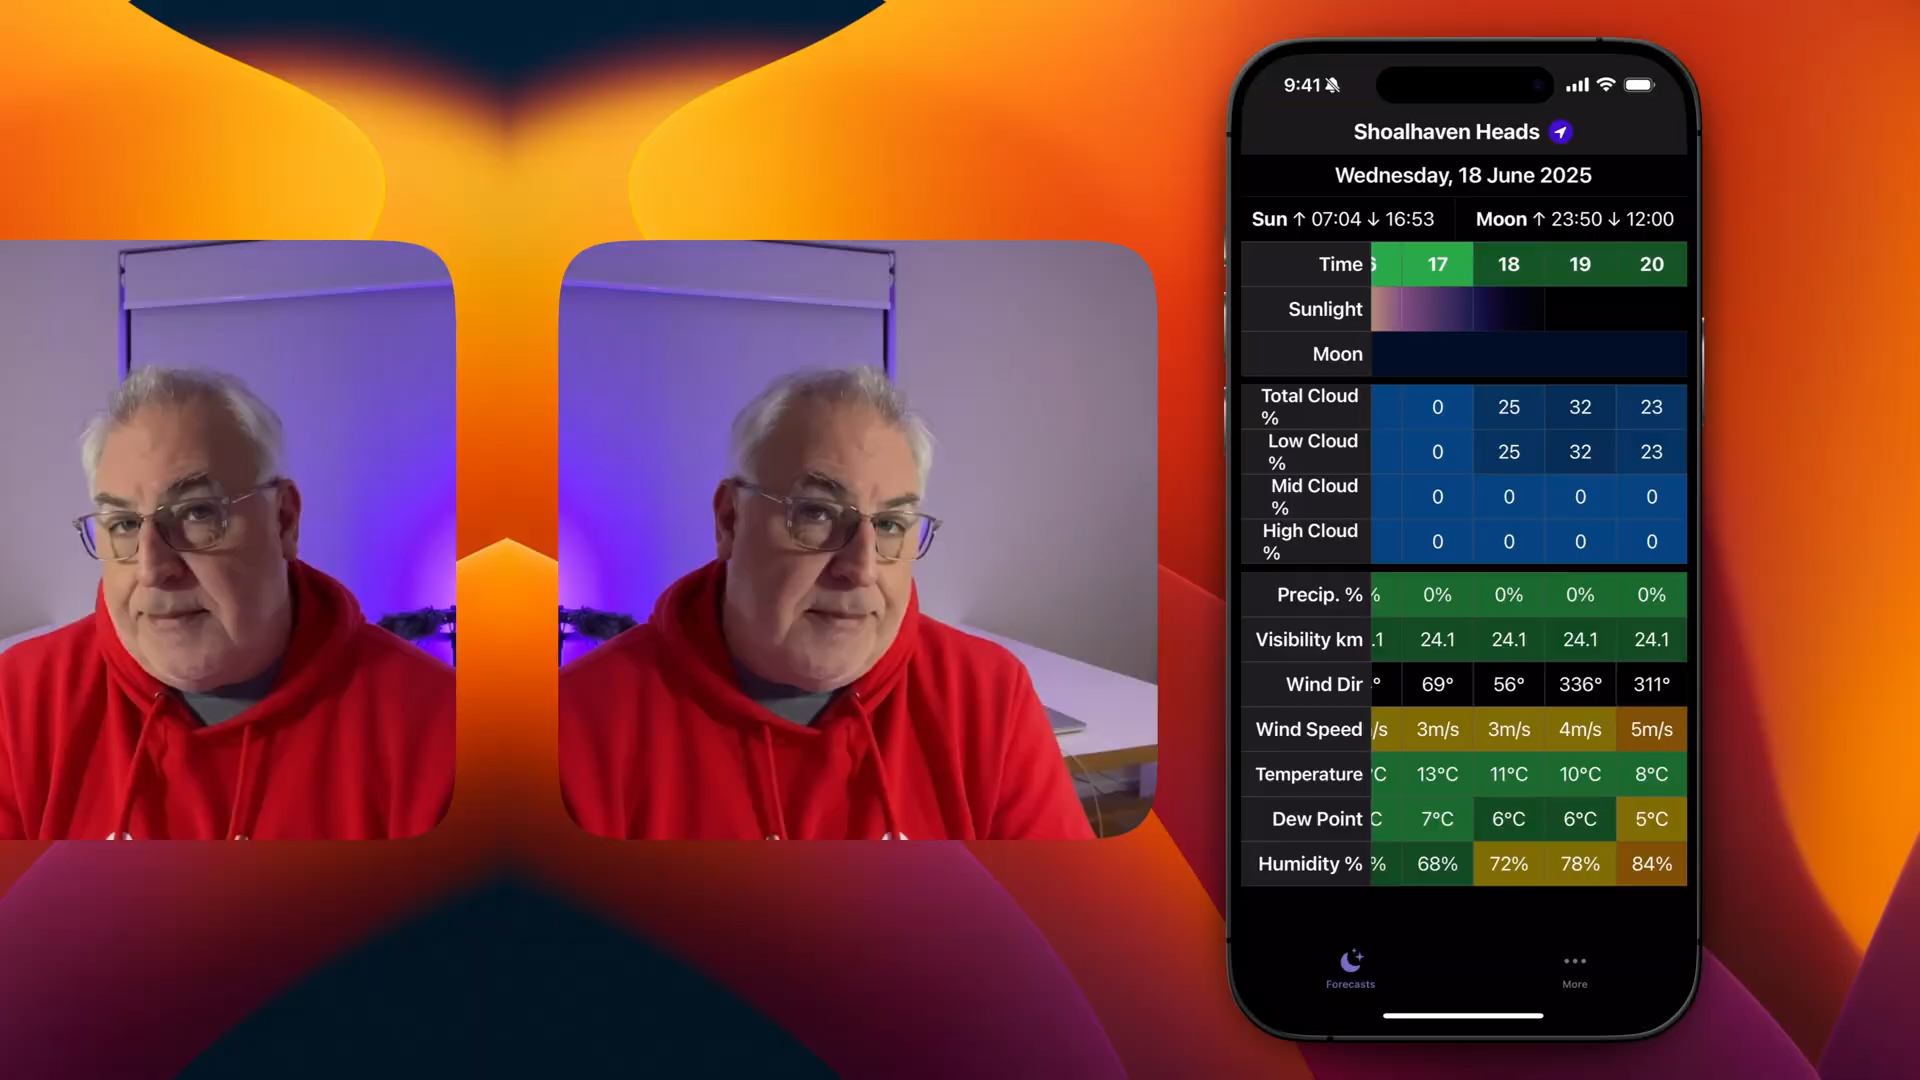 9:41
Shoalhaven Heads
Wednesday, 18 June 2025
Sun ↑ 07:04 ↓ 16:53 Moon ↑ 23:50 ↓ 12:00
Time 17 18 19 20
Sunlight
Moon
Total Cloud
% 0 25 32 23
Low Cloud
% 0 25 32 23
Mid Cloud
% 0 0 0 0
High Cloud
% 0 0 0 0
Precip. % % 0% 0% 0% 0%
Visibility km .1 24.1 24.1 24.1 24.1
Wind Dir ° 69° 56° 336° 311°
Wind Speed /s 3m/s 3m/s 4m/s 5m/s
Temperature °C 13°C 11°C 10°C 8°C
Dew Point C 7°C 6°C 6°C 5°C
Humidity % % 68% 72% 78% 84%
Forecasts More